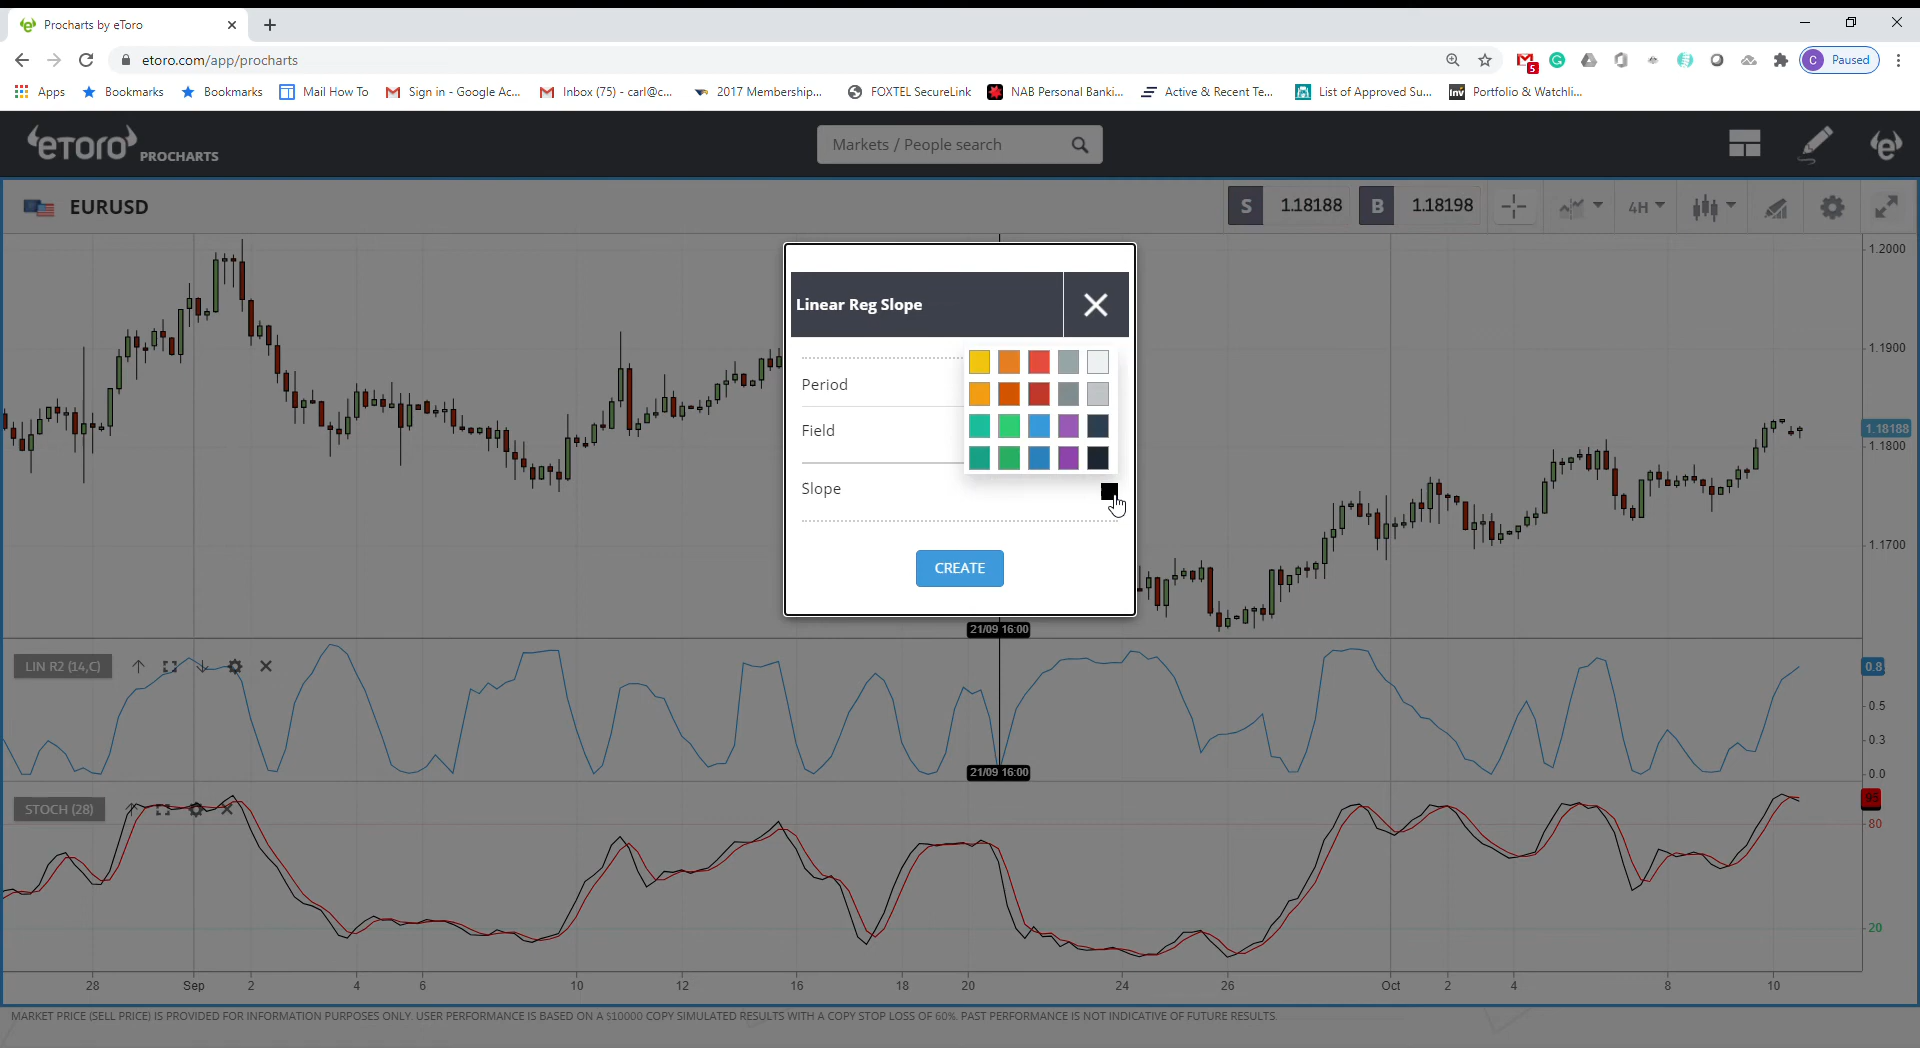 Procharts by eToro
etoro.com/app/procharts
5
C Paused
Apps Bookmarks Bookmarks Mail How To Sign in - Google Ac... Inbox (75) - carl@c... 2017 Membership... FOXTEL SecureLink NAB Personal Banki... Active & Recent Te... List of Approved Su... Inv Portfolio & Watchli...
eToro PROCHARTS
Markets / People search
EURUSD
S 1.18188 B 1.18198 4H
1.2000
Linear Reg Slope
1.1900
Period
Field
1.18188
1.1800
Slope
1.1700
CREATE
21/09 16:00
LIN R2 (14,C)
0.8
0.5
0.3
21/09 16:00
0.0
STOCH (28)
95
80
20
28 Sep 2 4 6 10 12 16 18 20 24 26 Oct 2 4 8 10
MARKET PRICE (SELL PRICE) IS PROVIDED FOR INFORMATION PURPOSES ONLY. USER PERFORMANCE IS BASED ON A $10000 COPY SIMULATED RESULTS WITH A COPY STOP LOSS OF 60%. PAST PERFORMANCE IS NOT INDICATIVE OF FUTURE RESULTS.